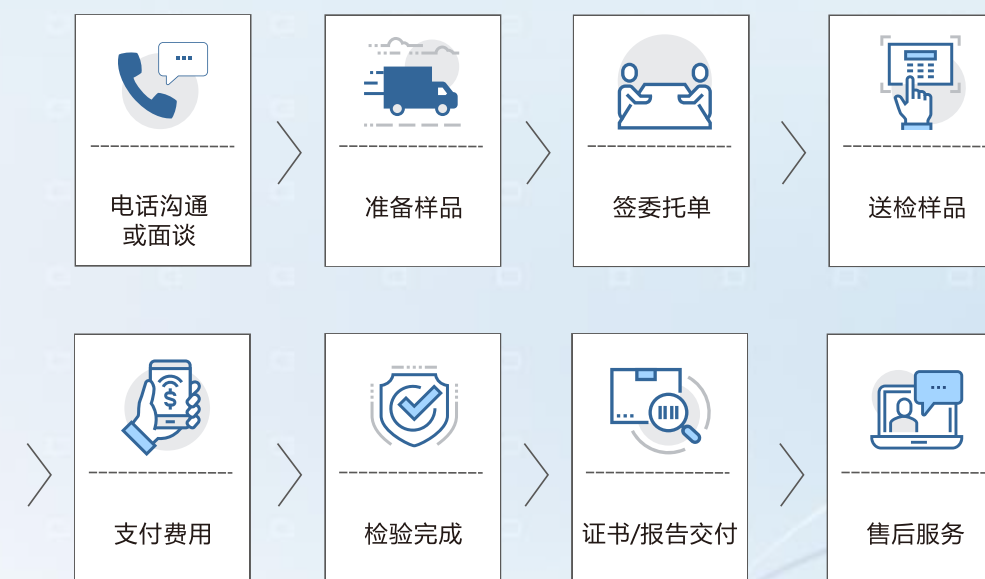 电话沟通
或面谈
准备样品
签委托单
送检样品
支付费用
检验完成
证书/报告交付
售后服务